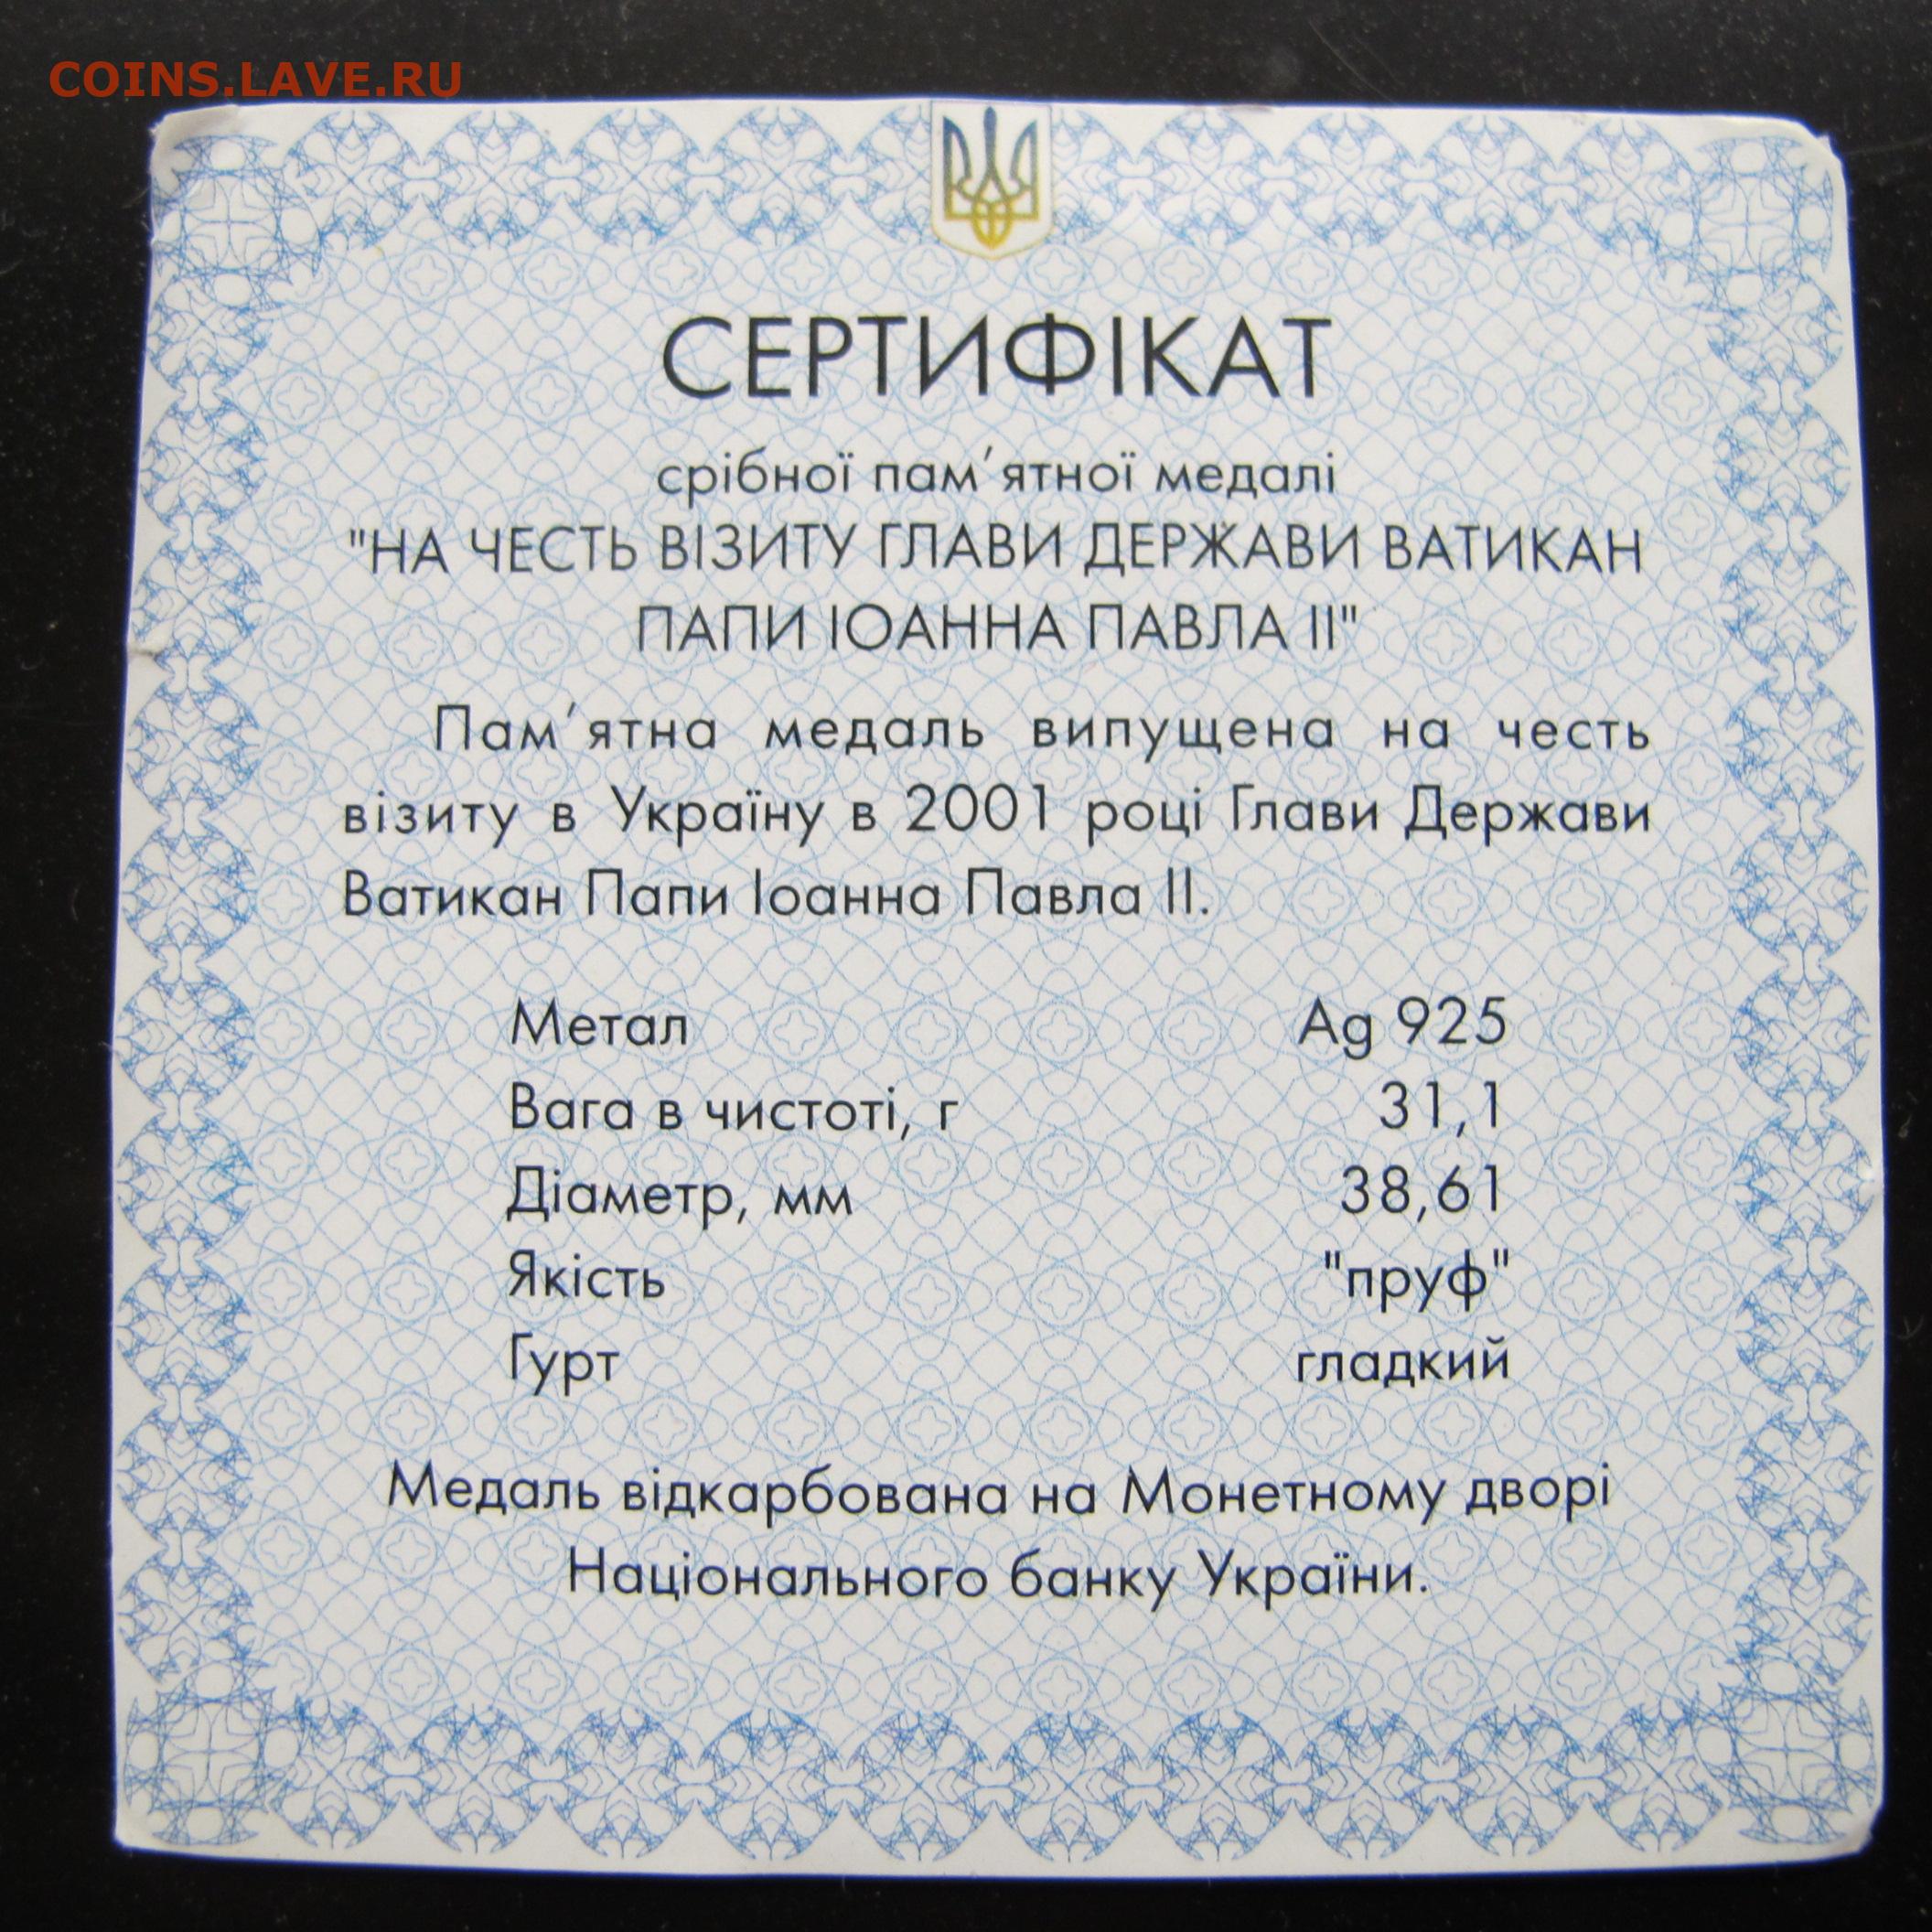 COINS.LAVE.RU
СЕРТИФІКАТ
срібної пам'ятної медалі
"НА ЧЕСТЬ ВІЗИТУ ГЛАВИ ДЕРЖАВИ ВАТИКАН
ПАПИ ІОАННА ПАВЛА ІІ"
Пам'ятна медаль випущена на честь
візиту в Україну в 2001 році Глави Держави
Ватикан Папи Іоанна Павла ІІ.
Метал Ag 925
Вага в чистоті, г 31,1
Діаметр, мм 38,61
Якість "пруф"
Гурт гладкий
Медаль відкарбована на Монетному дворі
Національного банку України.